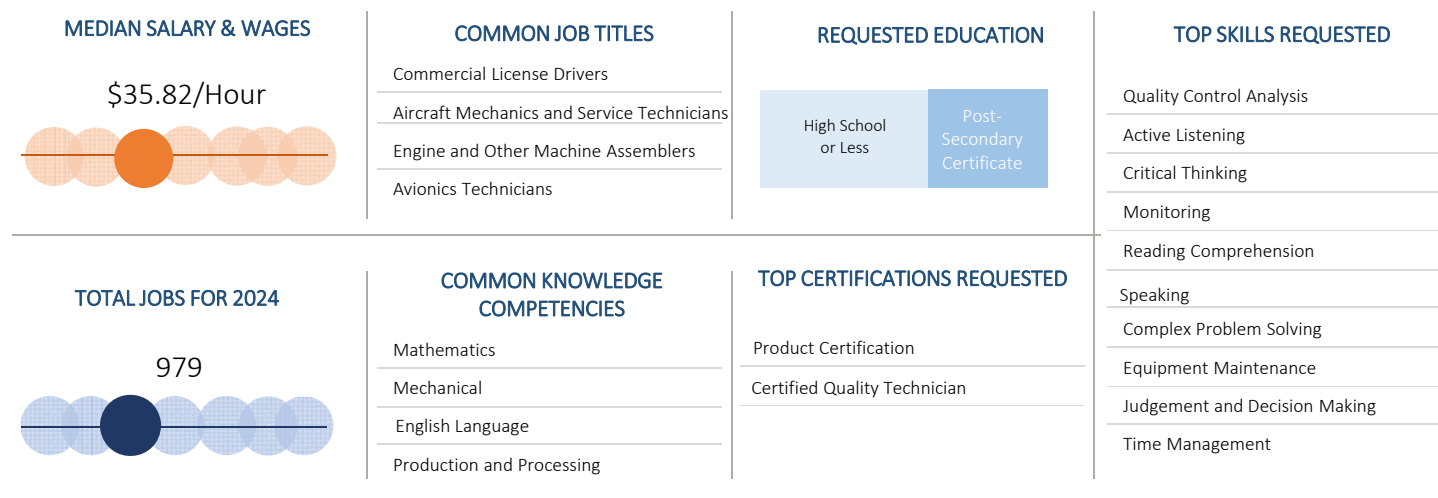 MEDIAN SALARY & WAGES
$35.82/Hour
COMMON JOB TITLES
Commercial License Drivers
Aircraft Mechanics and Service Technicians
Engine and Other Machine Assemblers
Avionics Technicians
REQUESTED EDUCATION
High School
or Less
Post-
Secondary
Certificate
TOP SKILLS REQUESTED
Quality Control Analysis
Active Listening
Critical Thinking
Monitoring
Reading Comprehension
Speaking
Complex Problem Solving
Equipment Maintenance
Judgement and Decision Making
Time Management
TOTAL JOBS FOR 2024
979
COMMON KNOWLEDGE
COMPETENCIES
Mathematics
Mechanical
English Language
Production and Processing
TOP CERTIFICATIONS REQUESTED
Product Certification
Certified Quality Technician